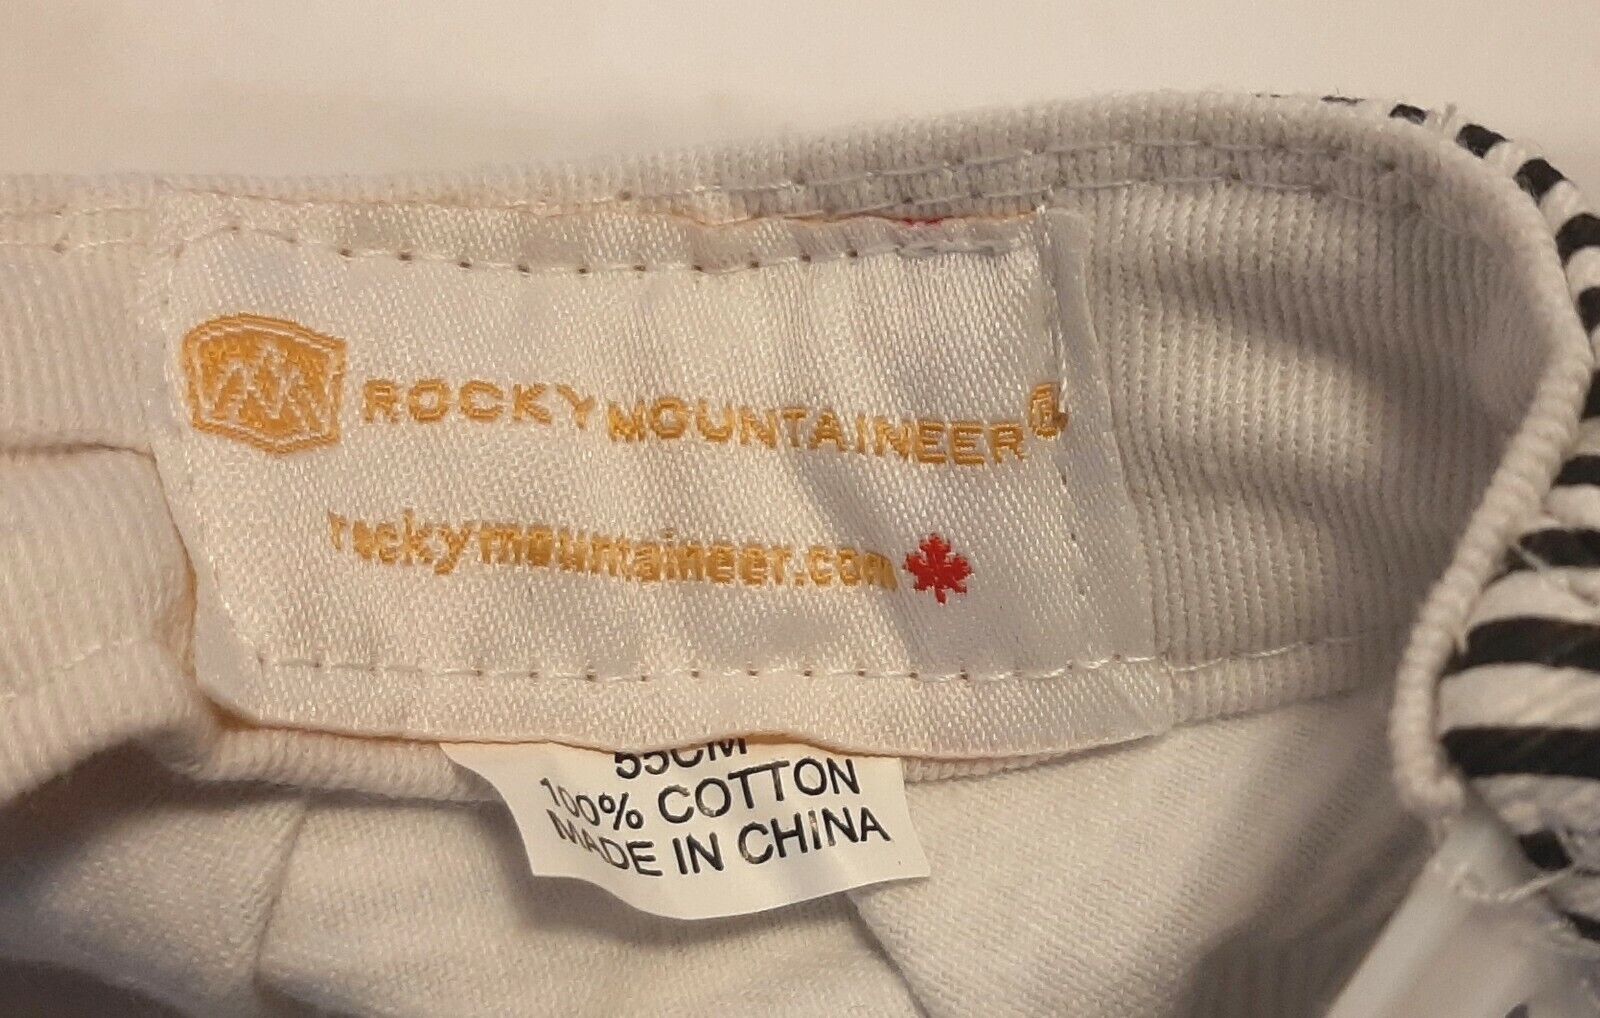 ROCKY MOUNTAINEER®
rockymountaineer.com
55CM
100% COTTON
MADE IN CHINA